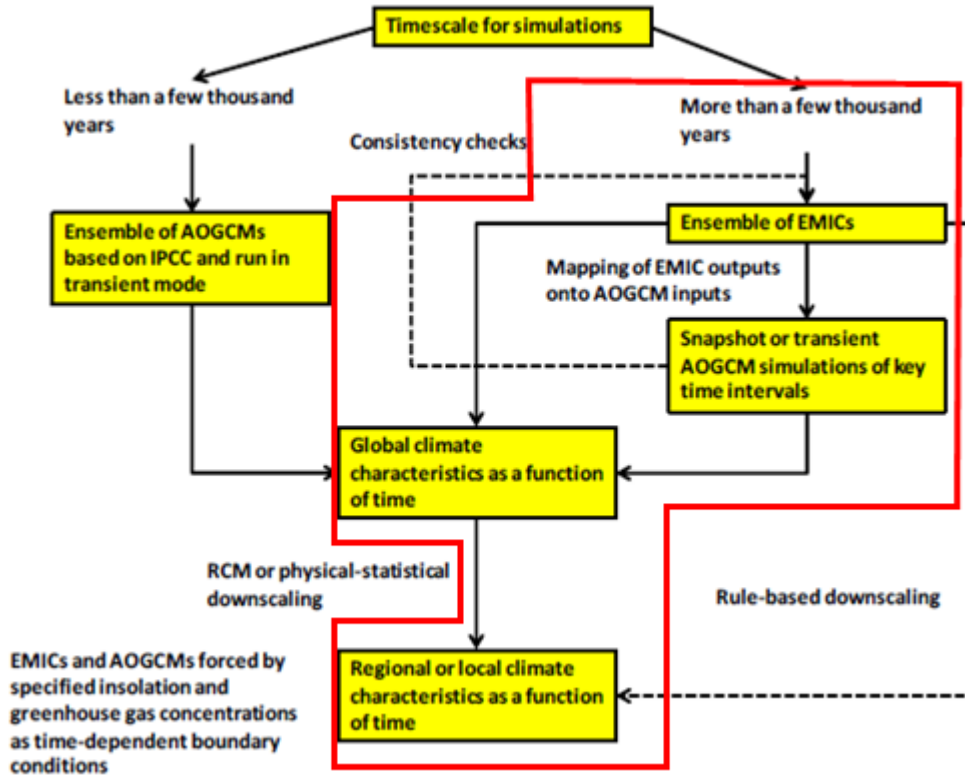 Timescale for simulations
Less than a few thousand
years
More than a few thousand
years
Consistency checks
Ensemble of AOGCMs
based on IPCC and run in
transient mode
Ensemble of EMICs
Mapping of EMIC outputs
onto AOGCM inputs
Snapshot or transient
AOGCM simulations of key
time intervals
Global climate
characteristics as a function
of time
RCM or physical-statistical
downscaling
Rule-based downscaling
EMICs and AOGCMs forced by
specified insolation and
greenhouse gas concentrations
as time-dependent boundary
conditions
Regional or local climate
characteristics as a function
of time